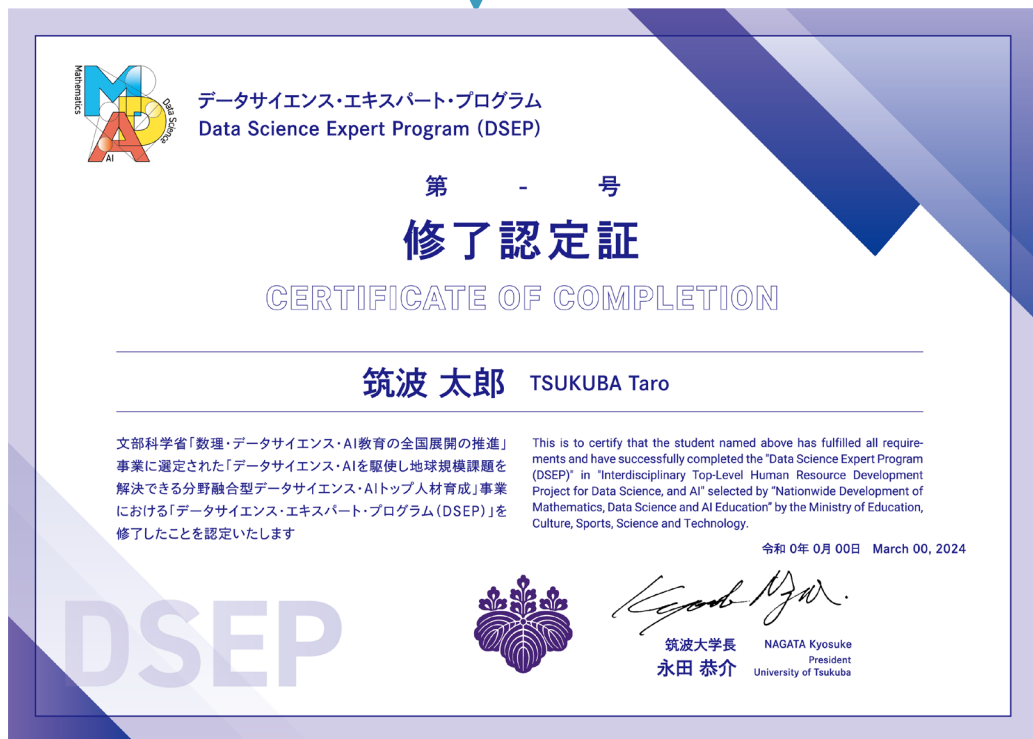 MDA
Mathematics
Data Science
AI
データサイエンス・エキスパート・プログラム
Data Science Expert Program (DSEP)
第 - 号
修了認定証
CERTIFICATE OF COMPLETION
筑波 太郎 TSUKUBA Taro
文部科学省「数理・データサイエンス・AI教育の全国展開の推進」
事業に選定された「データサイエンス・AIを駆使し地球規模課題を
解決できる分野融合型データサイエンス・AIトップ人材育成」事業
における「データサイエンス・エキスパート・プログラム(DSEP)」を
修了したことを認定いたします
This is to certify that the student named above has fulfilled all require-
ments and have successfully completed the "Data Science Expert Program
(DSEP)" in "Interdisciplinary Top-Level Human Resource Development
Project for Data Science, and AI" selected by "Nationwide Development of
Mathematics, Data Science and AI Education" by the Ministry of Education,
Culture, Sports, Science and Technology.
令和 0年 0月 00日 March 00, 2024
DSEP
筑波大学長
永田 恭介
NAGATA Kyosuke
President
University of Tsukuba